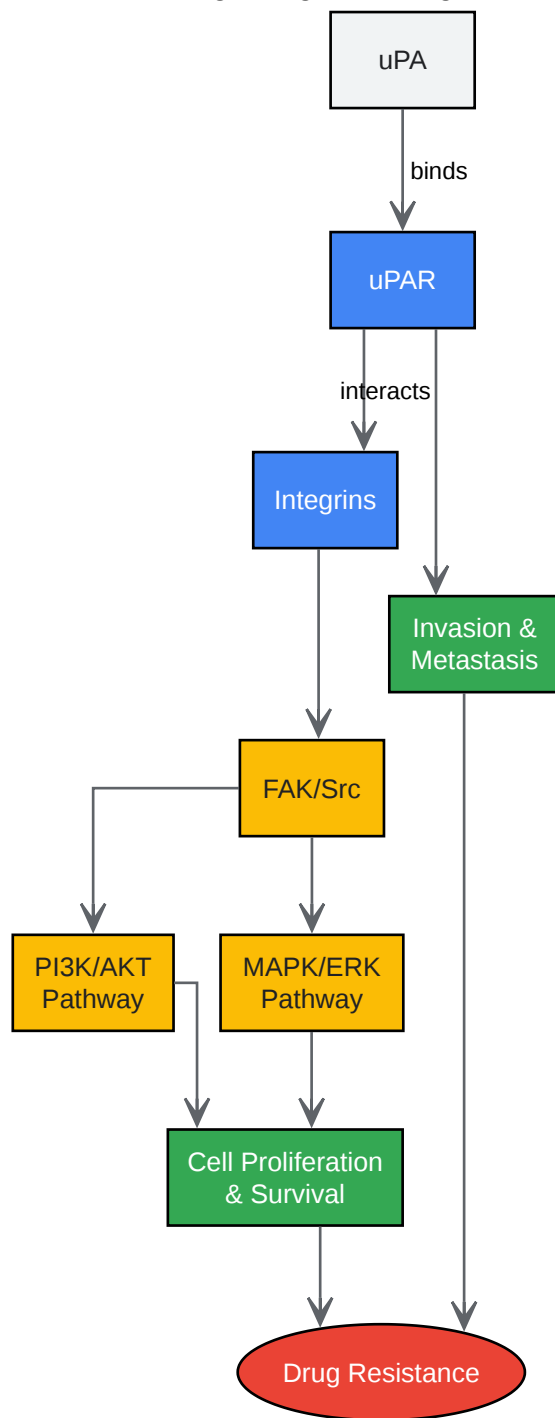 uPA
binds
uPAR
interacts
Integrins
Invasion &
Metastasis
FAK/Src
PI3K/AKT
Pathway
MAPK/ERK
Pathway
Cell Proliferation
& Survival
Drug Resistance